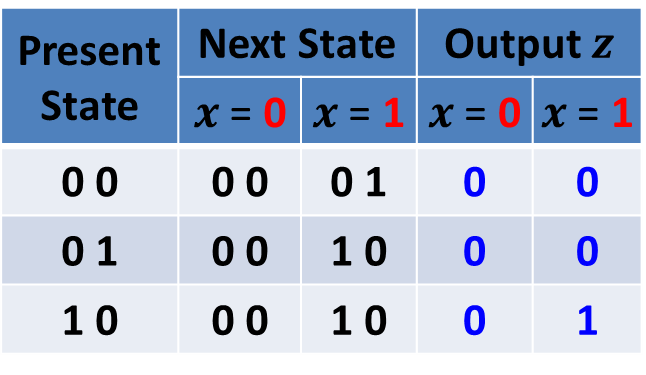 Present State Next State Output z
x = 0 x = 1 x = 0 x = 1
0 0 0 0 0 1 0 0
0 1 0 0 1 0 0 0
1 0 0 0 1 0 0 1